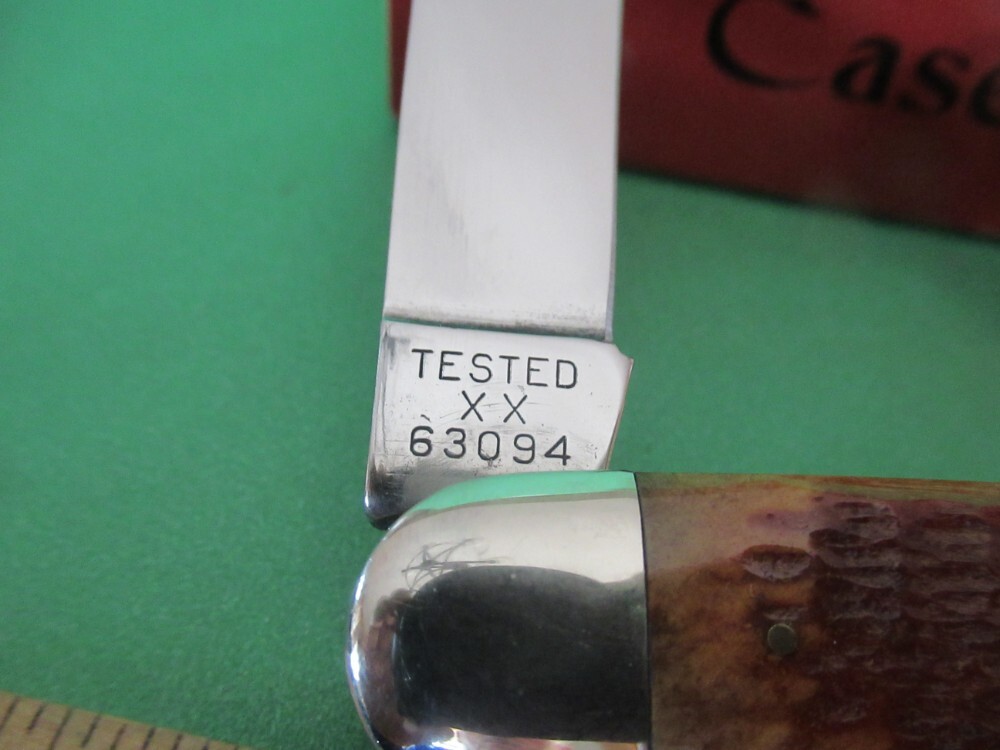 Case
TESTED
XX
63094